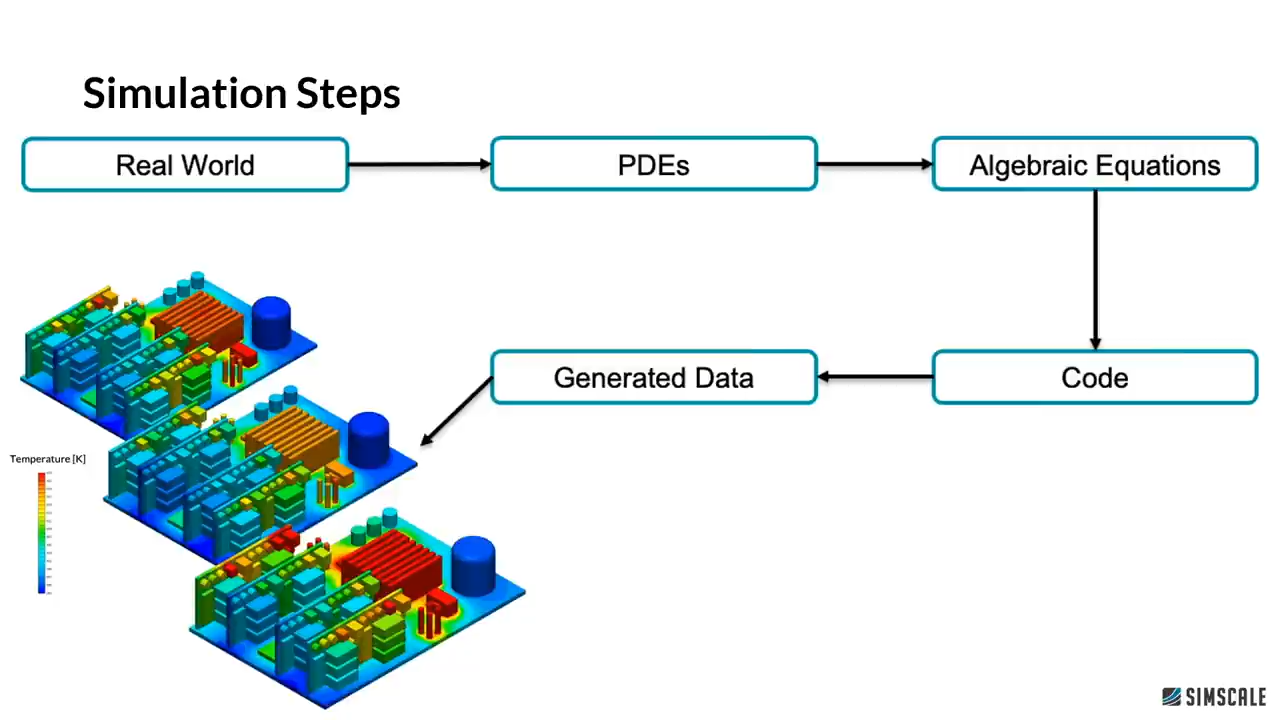 Simulation Steps
Real World
PDEs
Algebraic Equations
Generated Data
Code
Temperature [K]
SIMSCALE